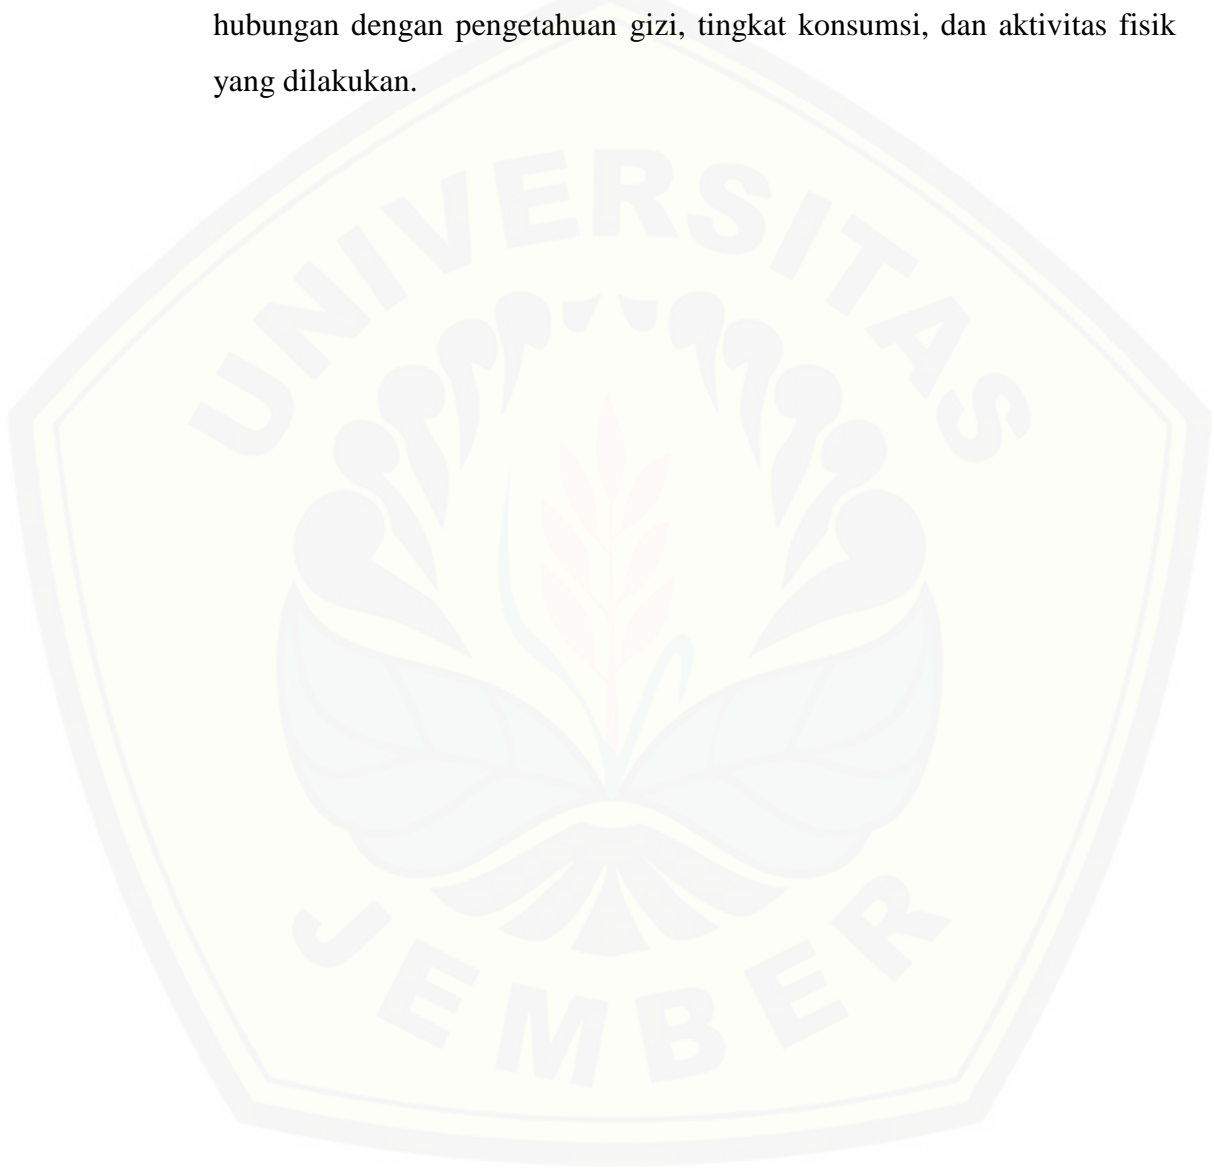 hubungan dengan pengetahuan gizi, tingkat konsumsi, dan aktivitas fisik
yang dilakukan.
UNIVERSITAS
JEMBER